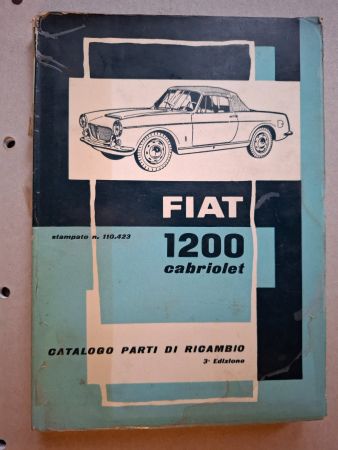 FIAT
stampato n. 110.423
1200
cabriolet
CATALOGO PARTI DI RICAMBIO
3ª Edizione